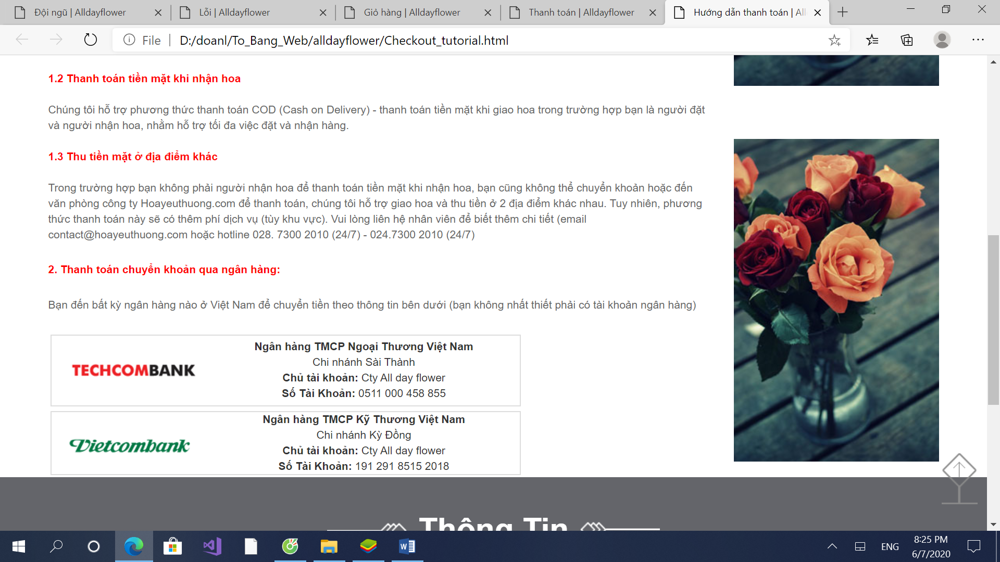 Đội ngũ | Alldayflower
Lỗi | Alldayflower
Giỏ hàng | Alldayflower
Thanh toán | Alldayflower
Hướng dẫn thanh toán | All
File
D:/doanl/To_Bang_Web/alldayflower/Checkout_tutorial.html
1.2 Thanh toán tiền mặt khi nhận hoa
Chúng tôi hỗ trợ phương thức thanh toán COD (Cash on Delivery) - thanh toán tiền mặt khi giao hoa trong trường hợp bạn là người đặt
và người nhận hoa, nhằm hỗ trợ tối đa việc đặt và nhận hàng.
1.3 Thu tiền mặt ở địa điểm khác
Trong trường hợp bạn không phải người nhận hoa để thanh toán tiền mặt khi nhận hoa, bạn cũng không thể chuyển khoản hoặc đến
văn phòng công ty Hoayeuthuong.com để thanh toán, chúng tôi hỗ trợ giao hoa và thu tiền ở 2 địa điểm khác nhau. Tuy nhiên, phương
thức thanh toán này sẽ có thêm phí dịch vụ (tùy khu vực). Vui lòng liên hệ nhân viên để biết thêm chi tiết (email
contact@hoayeuthuong.com hoặc hotline 028. 7300 2010 (24/7) - 024.7300 2010 (24/7)
2. Thanh toán chuyển khoản qua ngân hàng:
Bạn đến bất kỳ ngân hàng nào ở Việt Nam để chuyển tiền theo thông tin bên dưới (bạn không nhất thiết phải có tài khoản ngân hàng)
TECHCOMBANK
Ngân hàng TMCP Ngoại Thương Việt Nam
Chi nhánh Sài Thành
Chủ tài khoản: Cty All day flower
Số Tài Khoản: 0511 000 458 855
Vietcombank
Ngân hàng TMCP Kỹ Thương Việt Nam
Chi nhánh Kỳ Đồng
Chủ tài khoản: Cty All day flower
Số Tài Khoản: 191 291 8515 2018
Thông Tin
ENG
8:25 PM
6/7/2020